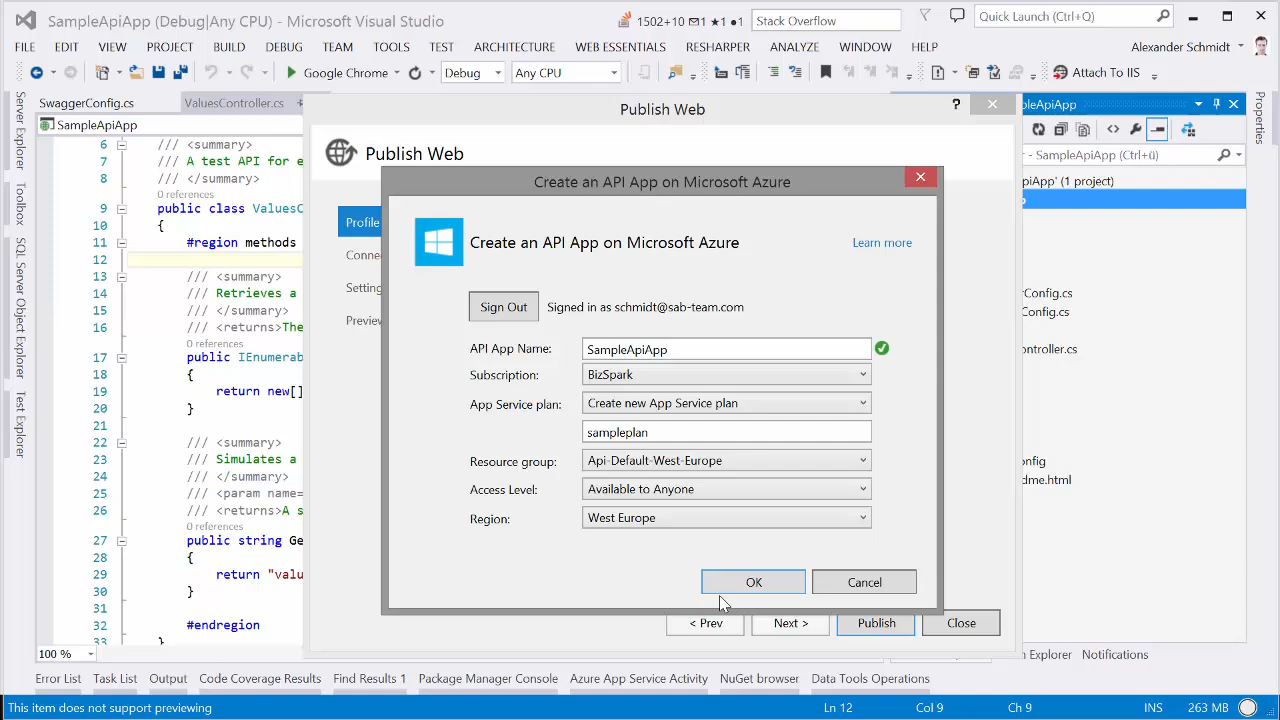 SampleApiApp (Debug|Any CPU) - Microsoft Visual Studio
1502+10 1 ★1 ●1
Stack Overflow
Quick Launch (Ctrl+Q)
FILE EDIT VIEW PROJECT BUILD DEBUG TEAM TOOLS TEST ARCHITECTURE WEB ESSENTIALS RESHARPER ANALYZE WINDOW HELP
Alexander Schmidt
Google Chrome
Debug
Any CPU
Attach To IIS
SwaggerConfig.cs
ValuesController.cs
SampleApiApp
Server Explorer
Toolbox
SQL Server Object Explorer
Test Explorer
6 /// <summary>
7 /// A test API for e
8 /// </summary>
0 references
9 public class ValuesC
10 {
11 #region methods
12
13 /// <summary>
14 /// Retrieves a
15 /// </summary>
16 /// <returns>The
0 references
17 public IEnumerab
18 {
19 return new[]
20 }
21
22 /// <summary>
23 /// Simulates a
24 /// </summary>
25 /// <param name=
26 /// <returns>A s
0 references
27 public string Ge
28 {
29 return "valu
30 }
31
32 #endregion
33 }
100 %
Publish Web
?
Publish Web
Profile
Connec
Setting
Preview
< Prev
Next >
Publish
Close
Create an API App on Microsoft Azure
Create an API App on Microsoft Azure
Learn more
Sign Out
Signed in as schmidt@sab-team.com
API App Name: SampleApiApp
Subscription: BizSpark
App Service plan: Create new App Service plan
sampleplan
Resource group: Api-Default-West-Europe
Access Level: Available to Anyone
Region: West Europe
OK
Cancel
pleApiApp
- SampleApiApp (Ctrl+ü)
piApp' (1 project)
rConfig.cs
Config.cs
ontroller.cs
nfig
dme.html
Properties
m Explorer
Notifications
Error List Task List Output Code Coverage Results Find Results 1 Package Manager Console Azure App Service Activity NuGet browser Data Tools Operations
This item does not support previewing
Ln 12
Col 9
Ch 9
INS
263 MB